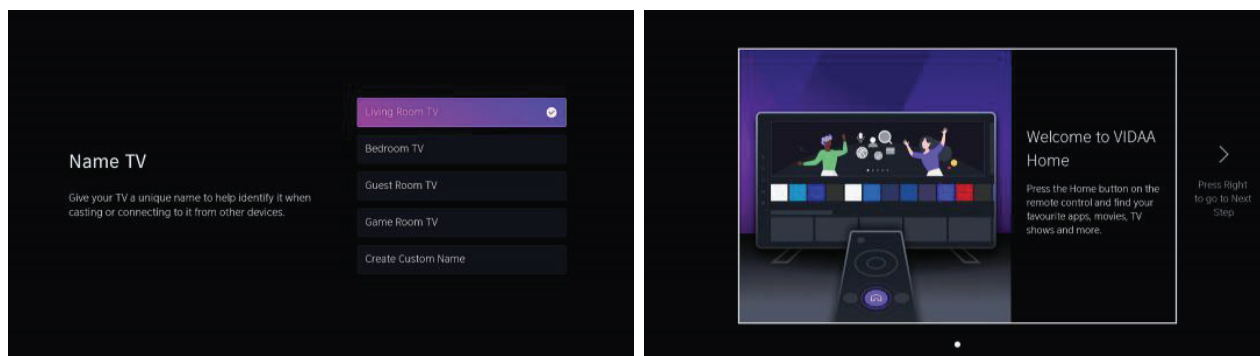 Name TV
Give your TV a unique name to help identify it when
casting or connecting to it from other devices.
Living Room TV
Bedroom TV
Guest Room TV
Game Room TV
Create Custom Name
Welcome to VIDAA
Home
Press the Home button on the
remote control and find your
favourite apps, movies, TV
shows and more.
Press Right
to go to Next
Step